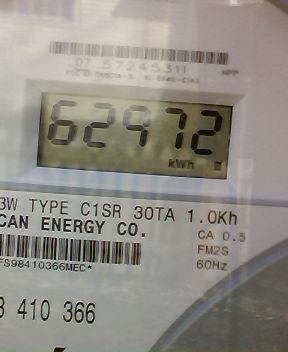 07 57245311
62972
kWh
3W TYPE C1SR 30TA 1.0Kh
CAN ENERGY CO.
CA 0.5
FM2S
FS98410366MEC*
60Hz
3 410 366